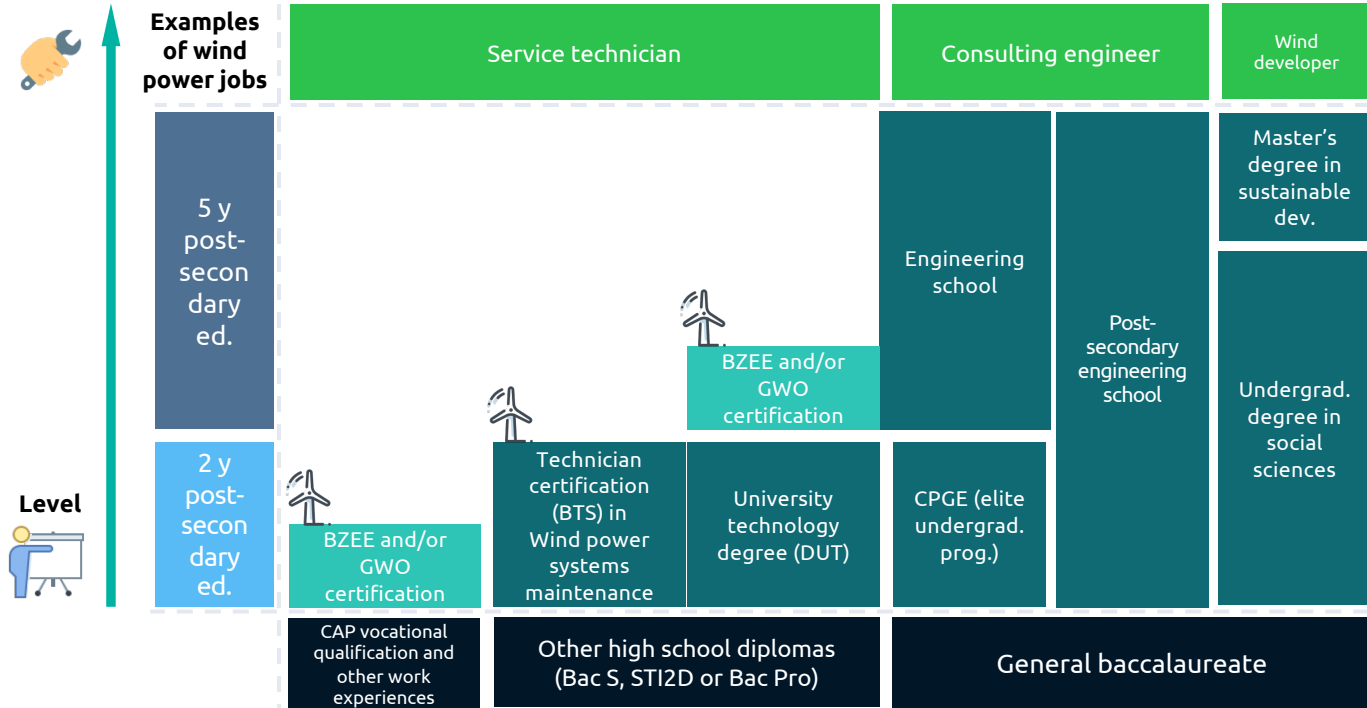 Examples
of wind
power jobs
Service technician
Consulting engineer
Wind
developer
5 y
post-
secon
dary
ed.
Master's
degree in
sustainable
dev.
Engineering
school
Post-
secondary
engineering
school
BZEE and/or
GWO
certification
Undergrad.
degree in
social
sciences
Level
2 y
post-
secon
dary
ed.
BZEE and/or
GWO
certification
Technician
certification
(BTS) in
Wind power
systems
maintenance
University
technology
degree (DUT)
CPGE (elite
undergrad.
prog.)
CAP vocational
qualification and
other work
experiences
Other high school diplomas
(Bac S, STI2D or Bac Pro)
General baccalaureate